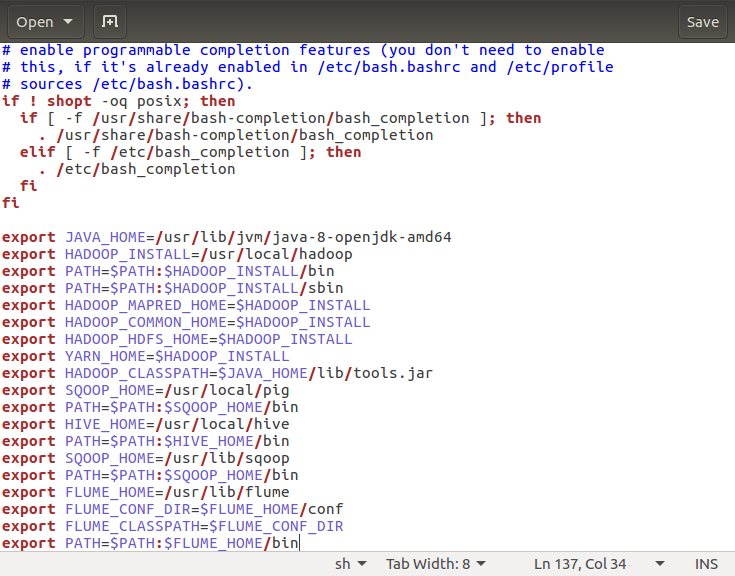 Open
Save
# enable programmable completion features (you don't need to enable
# this, if it's already enabled in /etc/bash.bashrc and /etc/profile
# sources /etc/bash.bashrc).
if ! shopt -oq posix; then
  if [ -f /usr/share/bash-completion/bash_completion ]; then
    . /usr/share/bash-completion/bash_completion
  elif [ -f /etc/bash_completion ]; then
    . /etc/bash_completion
  fi
fi

export JAVA_HOME=/usr/lib/jvm/java-8-openjdk-amd64
export HADOOP_INSTALL=/usr/local/hadoop
export PATH=$PATH:$HADOOP_INSTALL/bin
export PATH=$PATH:$HADOOP_INSTALL/sbin
export HADOOP_MAPRED_HOME=$HADOOP_INSTALL
export HADOOP_COMMON_HOME=$HADOOP_INSTALL
export HADOOP_HDFS_HOME=$HADOOP_INSTALL
export YARN_HOME=$HADOOP_INSTALL
export HADOOP_CLASSPATH=$JAVA_HOME/lib/tools.jar
export SQOOP_HOME=/usr/local/pig
export PATH=$PATH:$SQOOP_HOME/bin
export HIVE_HOME=/usr/local/hive
export PATH=$PATH:$HIVE_HOME/bin
export SQOOP_HOME=/usr/lib/sqoop
export PATH=$PATH:$SQOOP_HOME/bin
export FLUME_HOME=/usr/lib/flume
export FLUME_CONF_DIR=$FLUME_HOME/conf
export FLUME_CLASSPATH=$FLUME_CONF_DIR
export PATH=$PATH:$FLUME_HOME/bin
sh Tab Width: 8 Ln 137, Col 34 INS